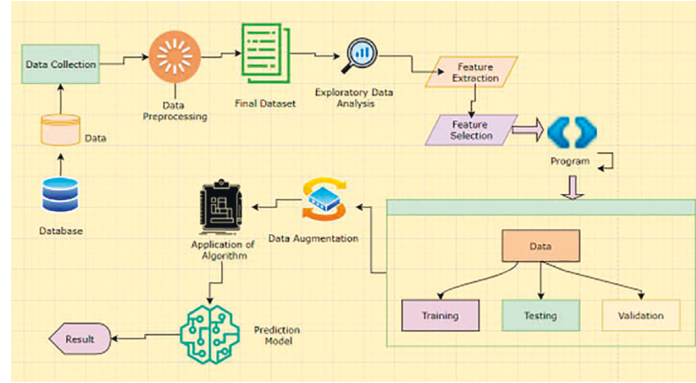 Data Collection
Data
Preprocessing
Final Dataset
Exploratory Data
Analysis
Feature
Extraction
Feature
Selection
Program
Data
Database
Data
Training
Testing
Validation
Data Augmentation
Application of
Algorithm
Prediction
Model
Result